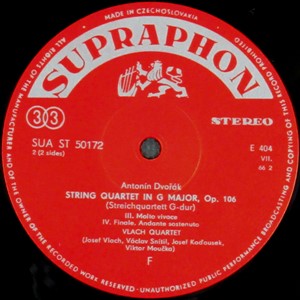 MADE IN CZECHOSLOVAKIA
ALL RIGHTS OF THE MANUFACTURER AND OF THE OWNER OF THE RECORDED WORK RESERVED - UNAUTHORIZED PUBLIC PERFORMANCE BROADCASTING AND COPYING OF THIS RECORD PROHIBITED
SUPRAPHON
33
STEREO
SUA ST 50172
2 (2 sides)
E 404
VII.
66 2
Antonín Dvořák
STRING QUARTET IN G MAJOR, Op. 106
(Streichquartett G-dur)
III. Molto vivace
IV. Finale. Andante sostenuto
VLACH QUARTET
(Josef Vlach, Václav Snítil, Josef Koďousek,
Viktor Moučka)
F